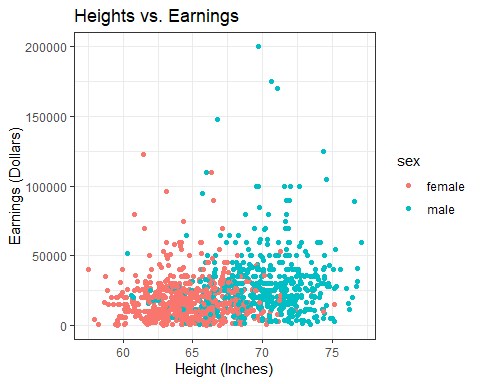 Heights vs. Earnings
200000
150000
100000
50000
0
Earnings (Dollars)
60
65
70
75
Height (Inches)
sex
female
male